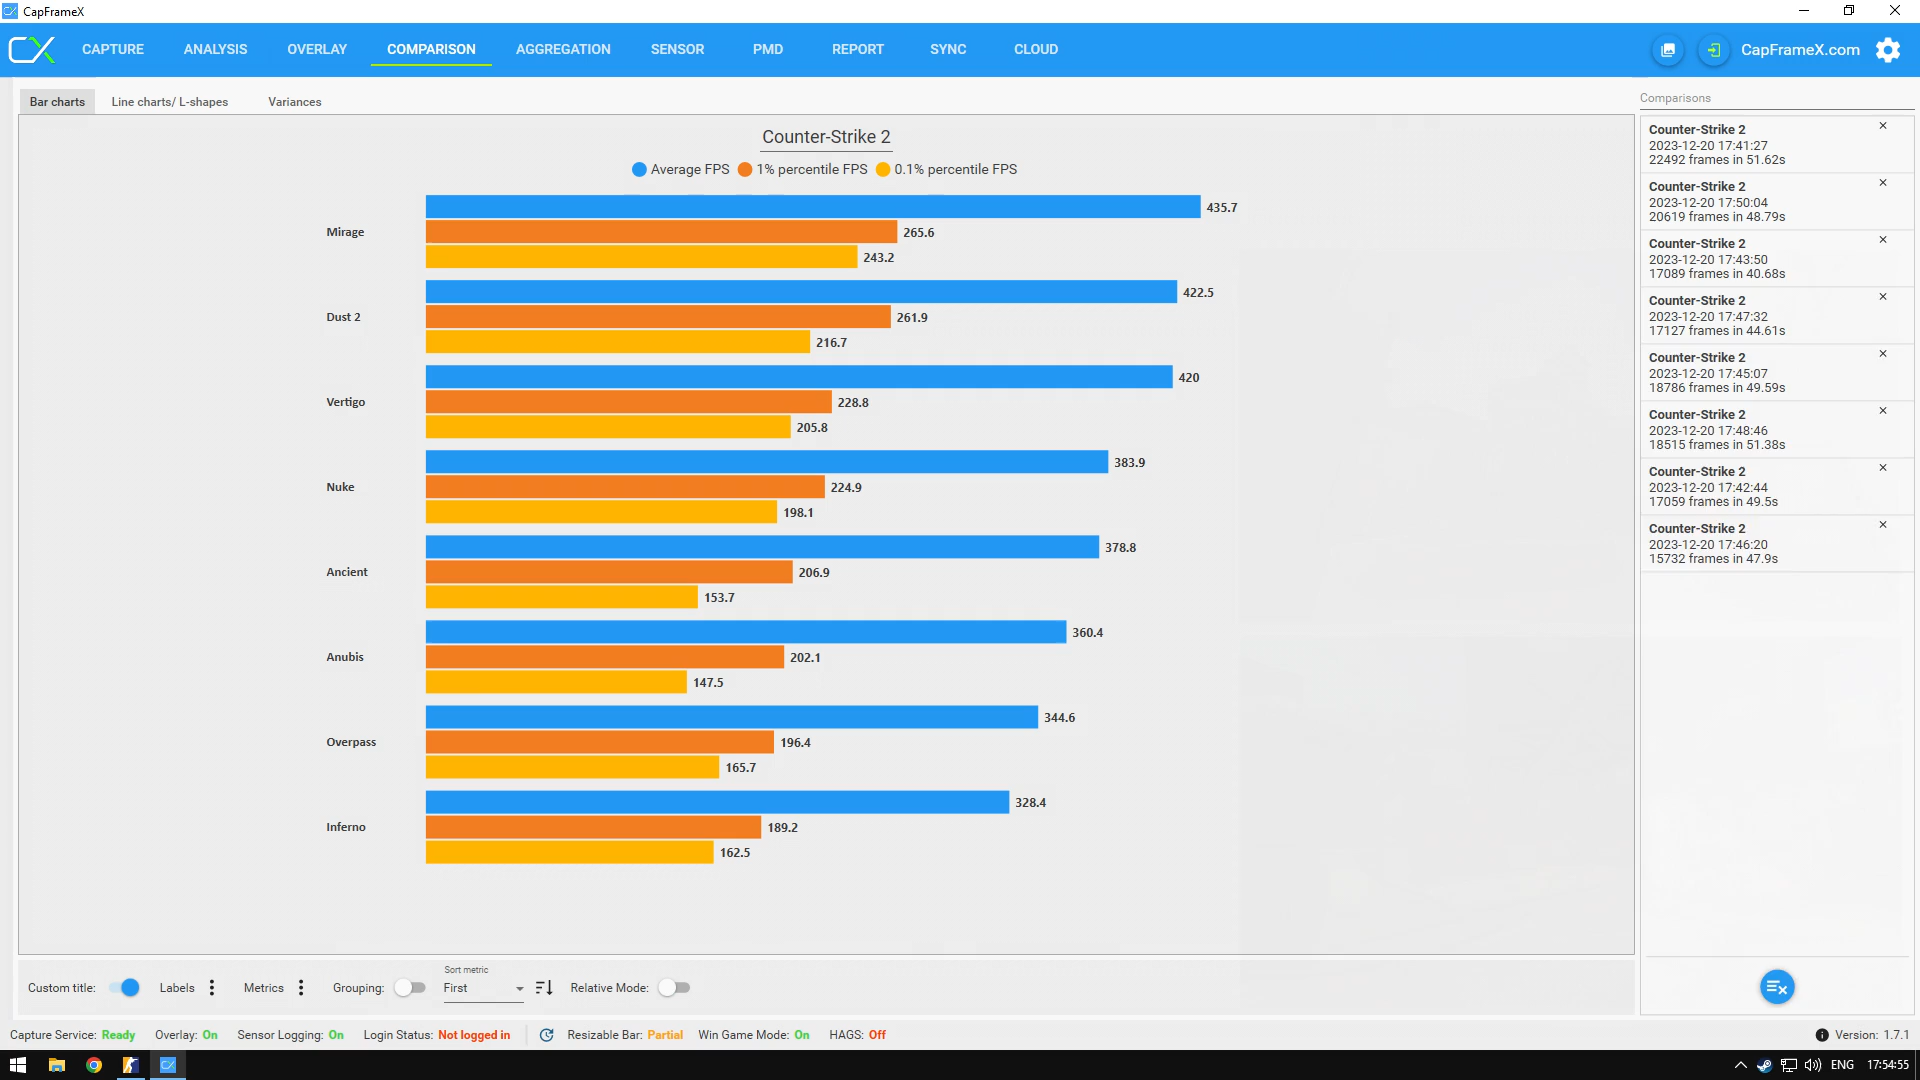 CapFrameX
CAPTURE ANALYSIS OVERLAY COMPARISON AGGREGATION SENSOR PMD REPORT SYNC CLOUD CapFrameX.com
Bar charts Line charts/ L-shapes Variances
Counter-Strike 2
Average FPS 1% percentile FPS 0.1% percentile FPS
435.7
Mirage 265.6
243.2
422.5
Dust 2 261.9
216.7
420
Vertigo 228.8
205.8
383.9
Nuke 224.9
198.1
378.8
Ancient 206.9
153.7
360.4
Anubis 202.1
147.5
344.6
Overpass 196.4
165.7
328.4
Inferno 189.2
162.5
Comparisons
Counter-Strike 2
2023-12-20 17:41:27
22492 frames in 51.62s
Counter-Strike 2
2023-12-20 17:50:04
20619 frames in 48.79s
Counter-Strike 2
2023-12-20 17:43:50
17089 frames in 40.68s
Counter-Strike 2
2023-12-20 17:47:32
17127 frames in 44.61s
Counter-Strike 2
2023-12-20 17:45:07
18786 frames in 49.59s
Counter-Strike 2
2023-12-20 17:48:46
18515 frames in 51.38s
Counter-Strike 2
2023-12-20 17:42:44
17059 frames in 49.5s
Counter-Strike 2
2023-12-20 17:46:20
15732 frames in 47.9s
Sort metric
Custom title: Labels Metrics Grouping: First Relative Mode:
Capture Service: Ready Overlay: On Sensor Logging: On Login Status: Not logged in Resizable Bar: Partial Win Game Mode: On HAGS: Off Version: 1.7.1
ENG 17:54:55